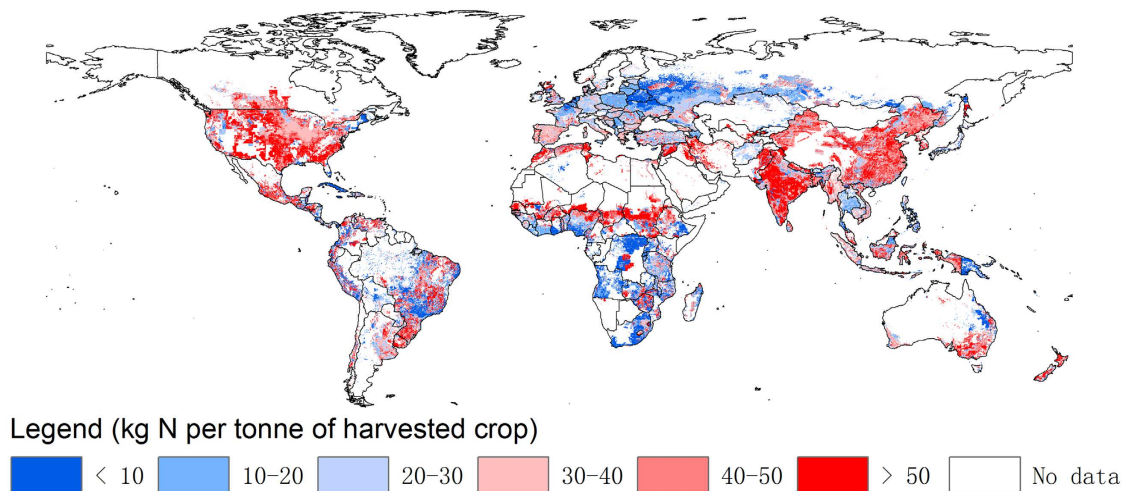 Legend (kg N per tonne of harvested crop)
< 10 10-20 20-30 30-40 40-50 > 50 No data